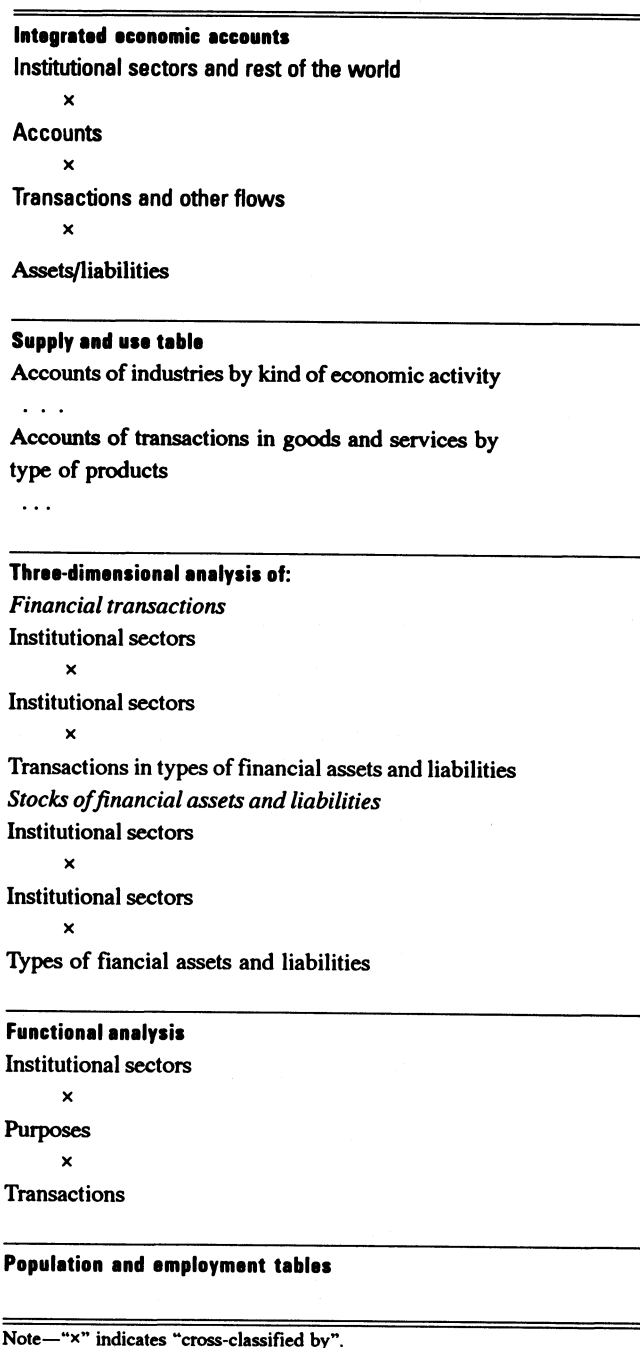 Integrated economic accounts
Institutional sectors and rest of the world
×
Accounts
×
Transactions and other flows
×
Assets/liabilities
Supply and use table
Accounts of industries by kind of economic activity
. . .
Accounts of transactions in goods and services by
type of products
. . .
Three-dimensional analysis of:
Financial transactions
Institutional sectors
×
Institutional sectors
×
Transactions in types of financial assets and liabilities
Stocks of financial assets and liabilities
Institutional sectors
×
Institutional sectors
×
Types of fiancial assets and liabilities
Functional analysis
Institutional sectors
×
Purposes
×
Transactions
Population and employment tables
Note—“×” indicates “cross-classified by”.